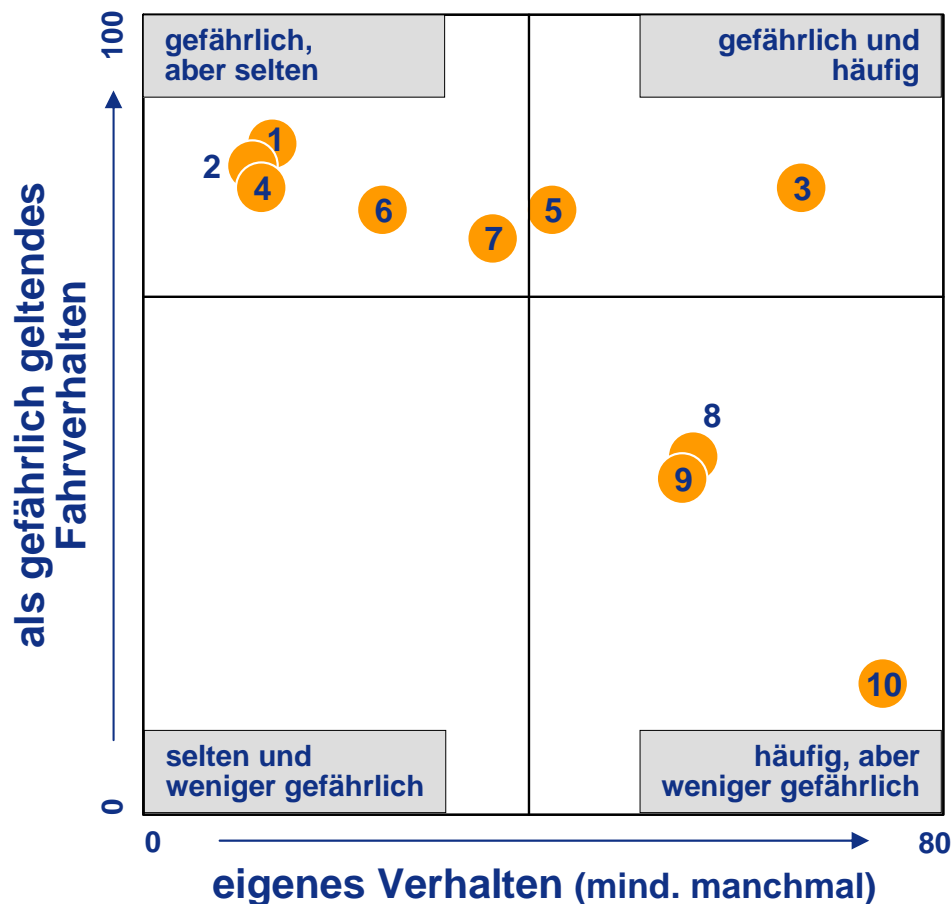 100
gefährlich,
aber selten
gefährlich und
häufig
1
2
4
3
6
5
7
als gefährlich geltendes
Fahrverhalten
8
9
10
selten und
weniger gefährlich
häufig, aber
weniger gefährlich
0
0
80
eigenes Verhalten (mind. manchmal)